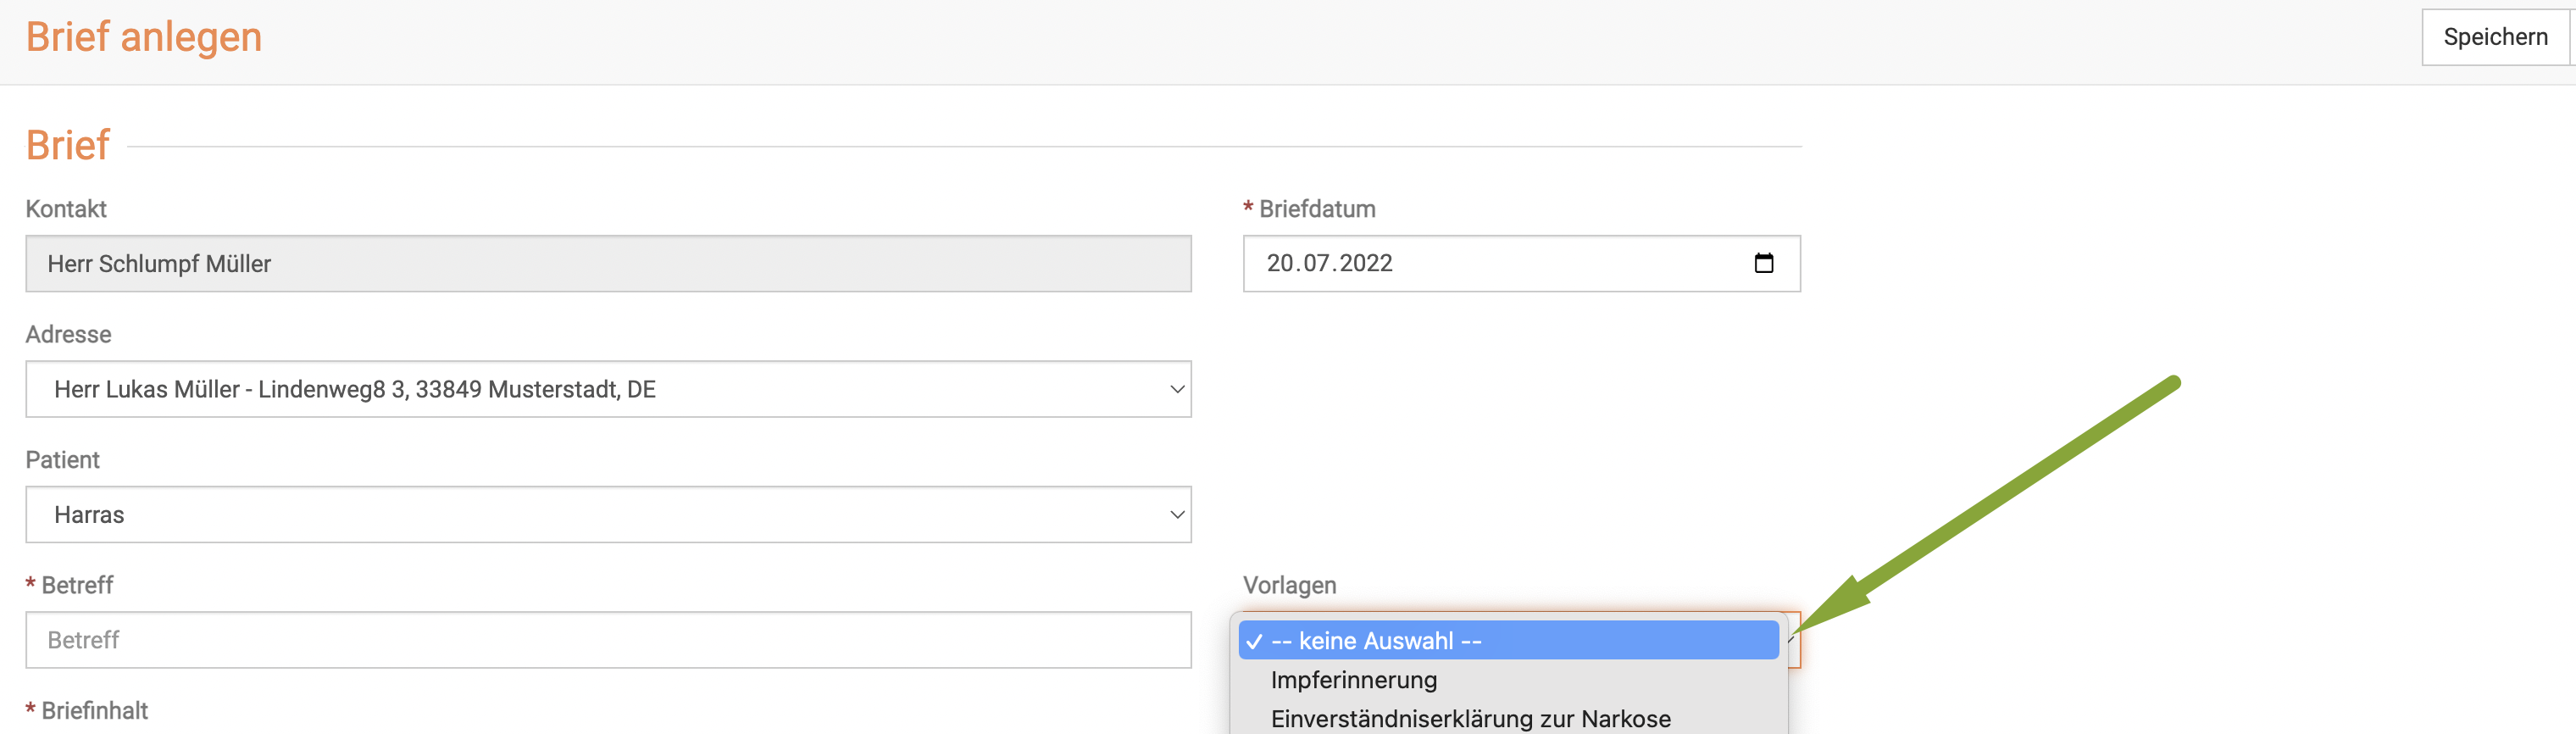 Brief anlegen
Speichern
Brief
Kontakt
* Briefdatum
Herr Schlumpf Müller
20.07.2022
Adresse
Herr Lukas Müller - Lindenweg8 3, 33849 Musterstadt, DE
Patient
Harras
* Betreff
Vorlagen
Betreff
✓ -- keine Auswahl --
Impferinnerung
* Briefinhalt
Einverständniserklärung zur Narkose